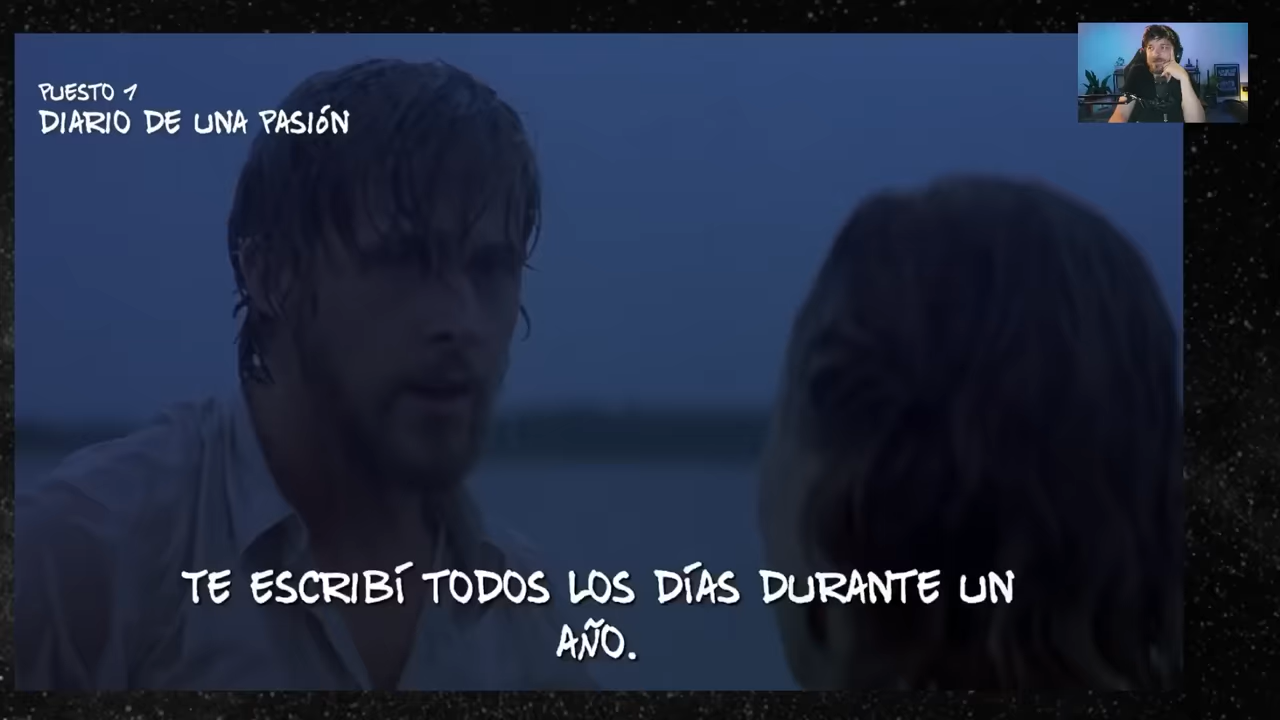 PUESTO 1
DIARIO DE UNA PASIÓN
TE ESCRIBÍ TODOS LOS DÍAS DURANTE UN
AÑO.